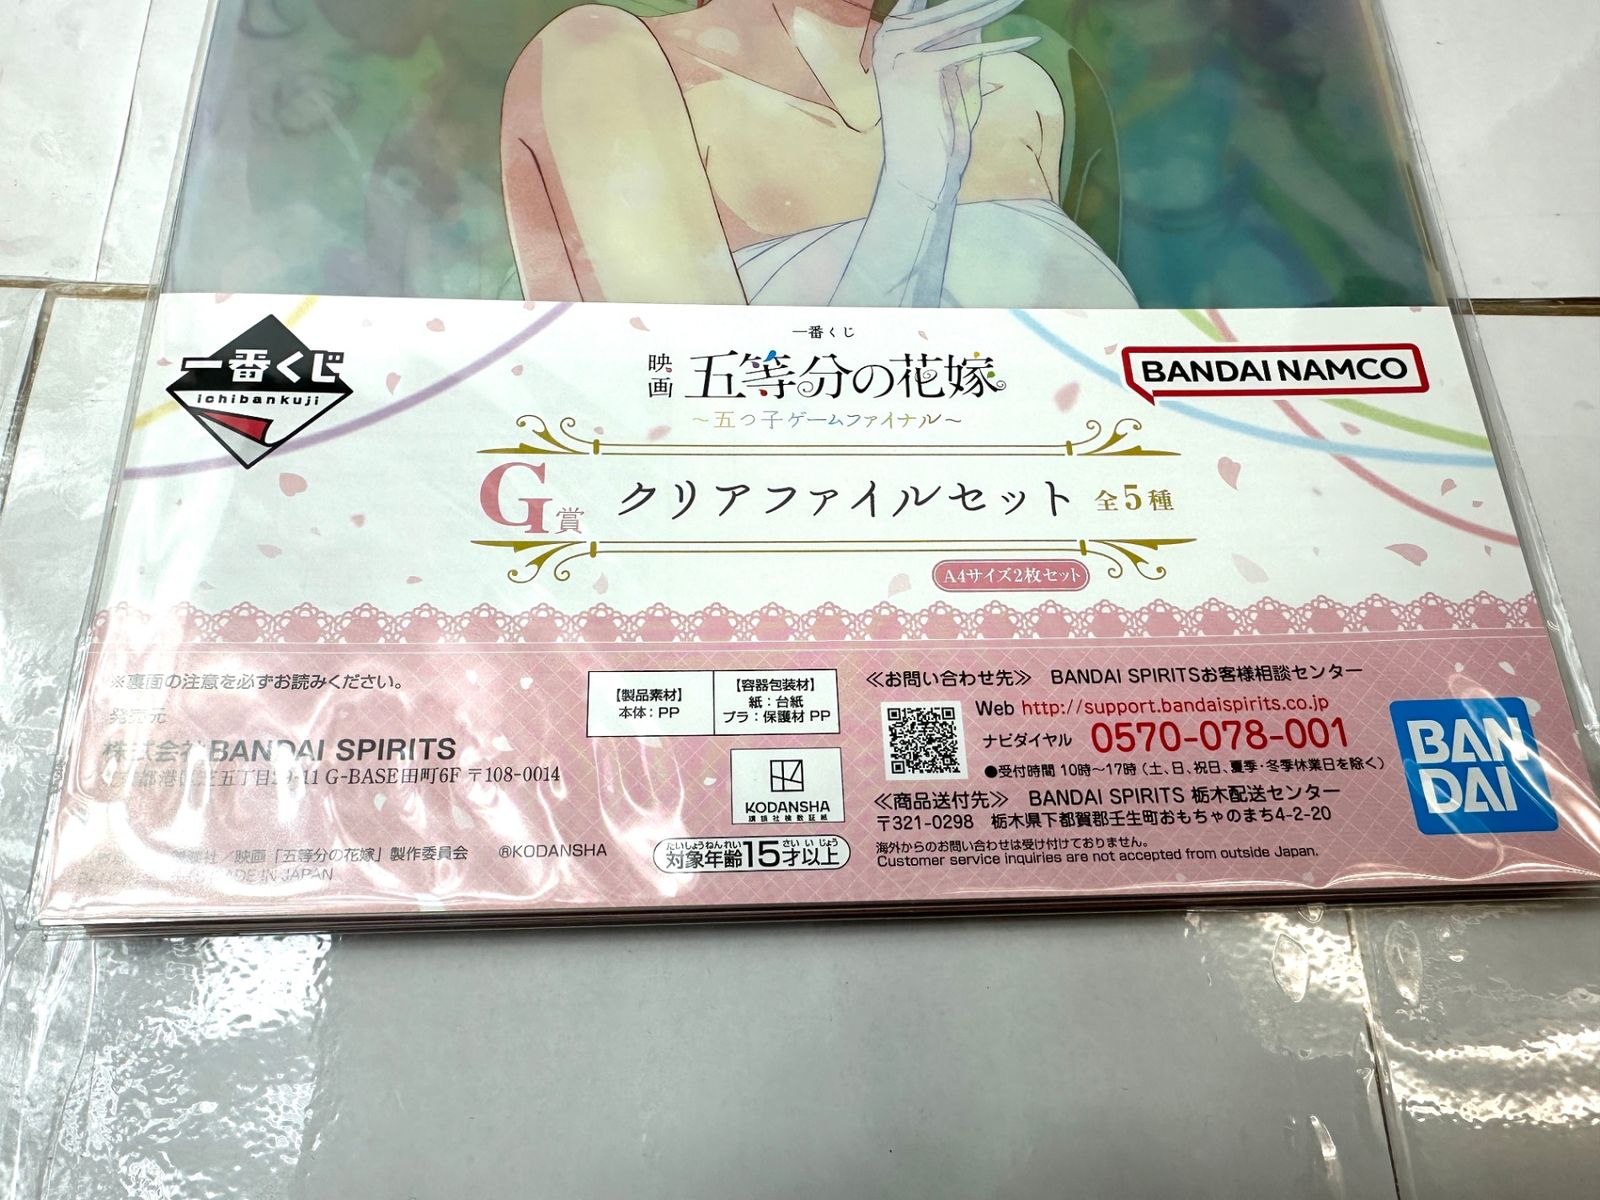 一番くじ
ichibankuji
一番くじ
映画 五等分の花嫁
～五つ子ゲームファイナル～
BANDAI NAMCO
G賞 クリアファイルセット 全5種
A4サイズ2枚セット
※裏面の注意を必ずお読みください。
発売元
株式会社BANDAI SPIRITS
五丁目29-11 G-BASE田町6F 〒108-0014
／映画「五等分の花嫁」製作委員会 ®KODANSHA
MADE IN JAPAN
【製品素材】
本体：PP
【容器包装材】
紙：台紙
プラ：保護材 PP
KODANSHA
講談社検数証紙
たいしょうねんれい さい いじょう
対象年齢15才以上
≪お問い合わせ先≫ BANDAI SPIRITSお客様相談センター
Web http://support.bandaispirits.co.jp
ナビダイヤル 0570-078-001
●受付時間 10時～17時（土、日、祝日、夏季・冬季休業日を除く）
≪商品送付先≫ BANDAI SPIRITS 栃木配送センター
〒321-0298 栃木県下都賀郡壬生町おもちゃのまち4-2-20
海外からのお問い合わせは受け付けておりません。
Customer service inquiries are not accepted from outside Japan.
BAN
DAI